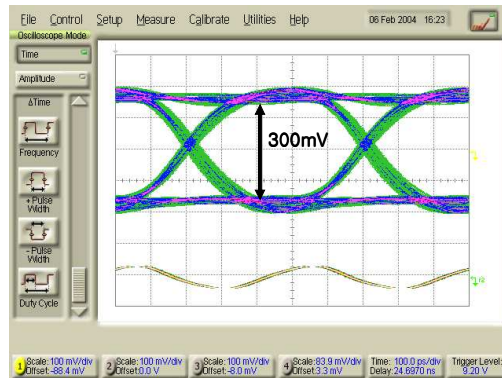 File Control Setup Measure Calibrate Utilities Help 06 Feb 2004 16:23
Oscilloscope Mode
Time
Amplitude
ΔTime
Frequency
+ Pulse
Width
- Pulse
Width
Duty Cycle
300mV
1 Scale: 100 mV/div
Offset: -88.4 mV
2 Scale: 100 mV/div
Offset: 0.0 V
3 Scale: 100 mV/div
Offset: -8.0 mV
4 Scale: 83.9 mV/div
Offset: 3.3 mV
Time: 100.0 ps/div
Delay: 24.6970 ns
Trigger Level:
9.20 V